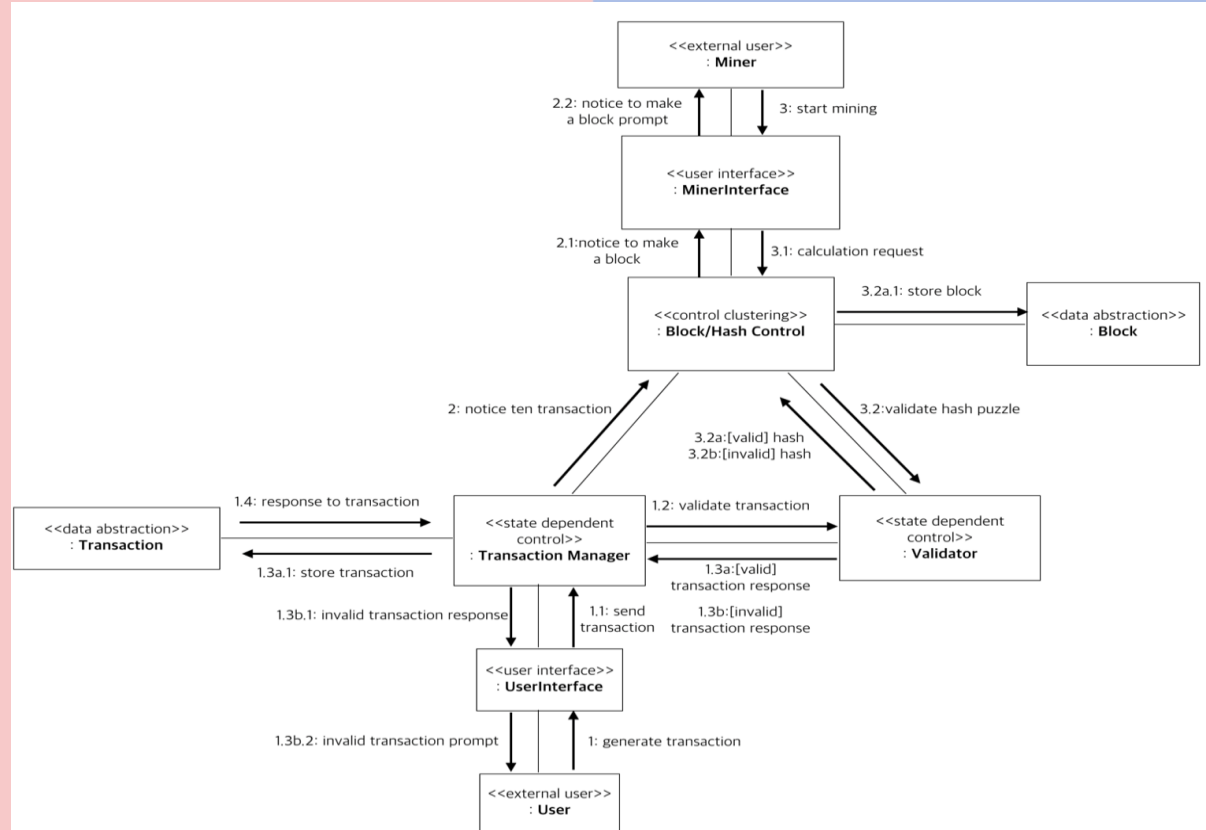 <<external user>>
: Miner
2.2: notice to make
a block prompt
3: start mining
<<user interface>>
: MinerInterface
2.1:notice to make
a block
3.1: calculation request
3.2a.1: store block
<<control clustering>>
: Block/Hash Control
<<data abstraction>>
: Block
2: notice ten transaction
3.2:validate hash puzzle
3.2a:[valid] hash
3.2b:[invalid] hash
1.4: response to transaction
1.2: validate transaction
<<data abstraction>>
: Transaction
<<state dependent
control>>
: Transaction Manager
<<state dependent
control>>
: Validator
1.3a.1: store transaction
1.3a:[valid]
transaction response
1.3b.1: invalid transaction response
1.1: send
transaction
1.3b:[invalid]
transaction response
<<user interface>>
: UserInterface
1.3b.2: invalid transaction prompt
1: generate transaction
<<external user>>
: User